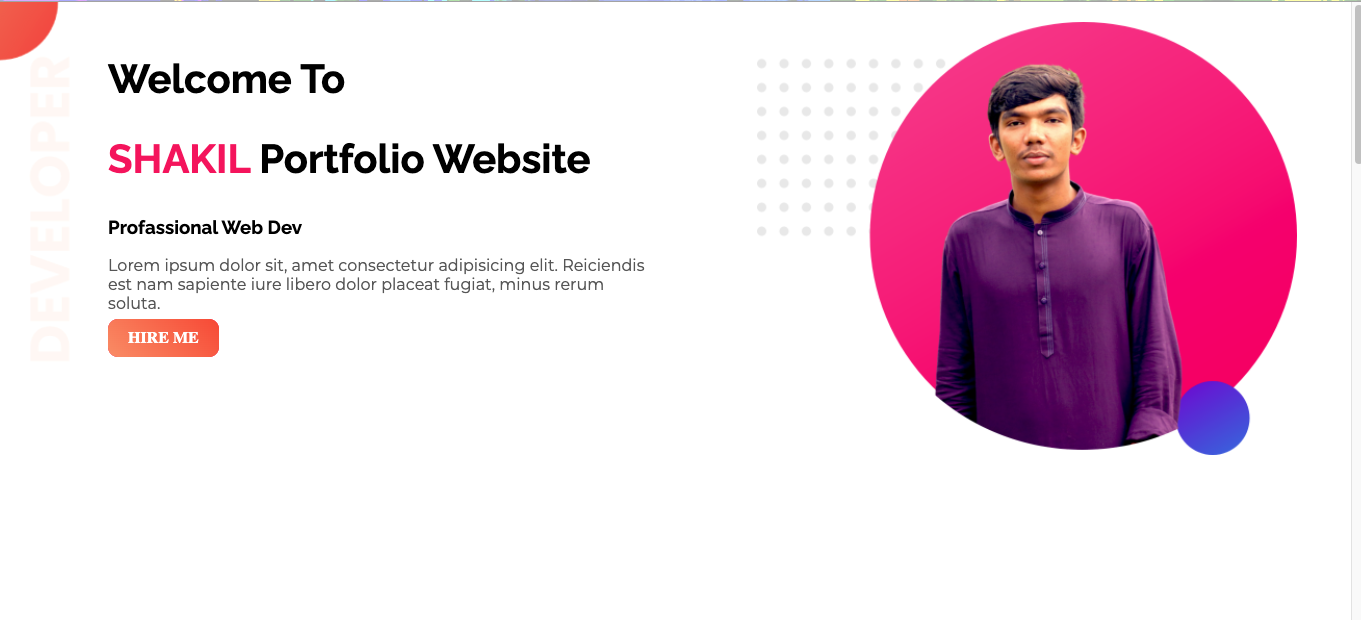 DEVELOPER
Welcome To
SHAKIL Portfolio Website
Profassional Web Dev
Lorem ipsum dolor sit, amet consectetur adipisicing elit. Reiciendis
est nam sapiente iure libero dolor placeat fugiat, minus rerum
soluta.
HIRE ME